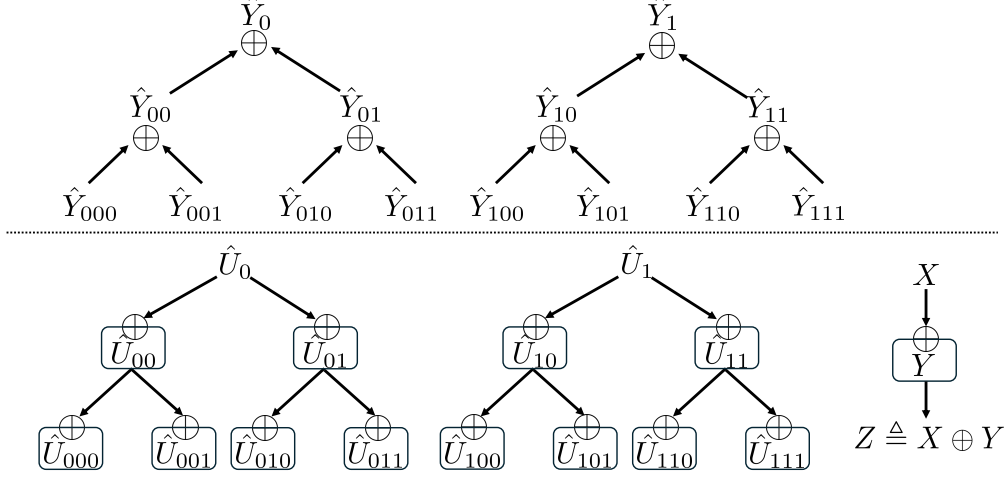 Ŷ₀ Ŷ₁
Ŷ₀₀ Ŷ₀₁ Ŷ₁₀ Ŷ₁₁
Ŷ₀₀₀ Ŷ₀₀₁ Ŷ₀₁₀ Ŷ₀₁₁ Ŷ₁₀₀ Ŷ₁₀₁ Ŷ₁₁₀ Ŷ₁₁₁
Û₀ Û₁ X
Û₀₀ Û₀₁ Û₁₀ Û₁₁ Y
Û₀₀₀ Û₀₀₁ Û₀₁₀ Û₀₁₁ Û₁₀₀ Û₁₀₁ Û₁₁₀ Û₁₁₁ Z ≜ X ⊕ Y